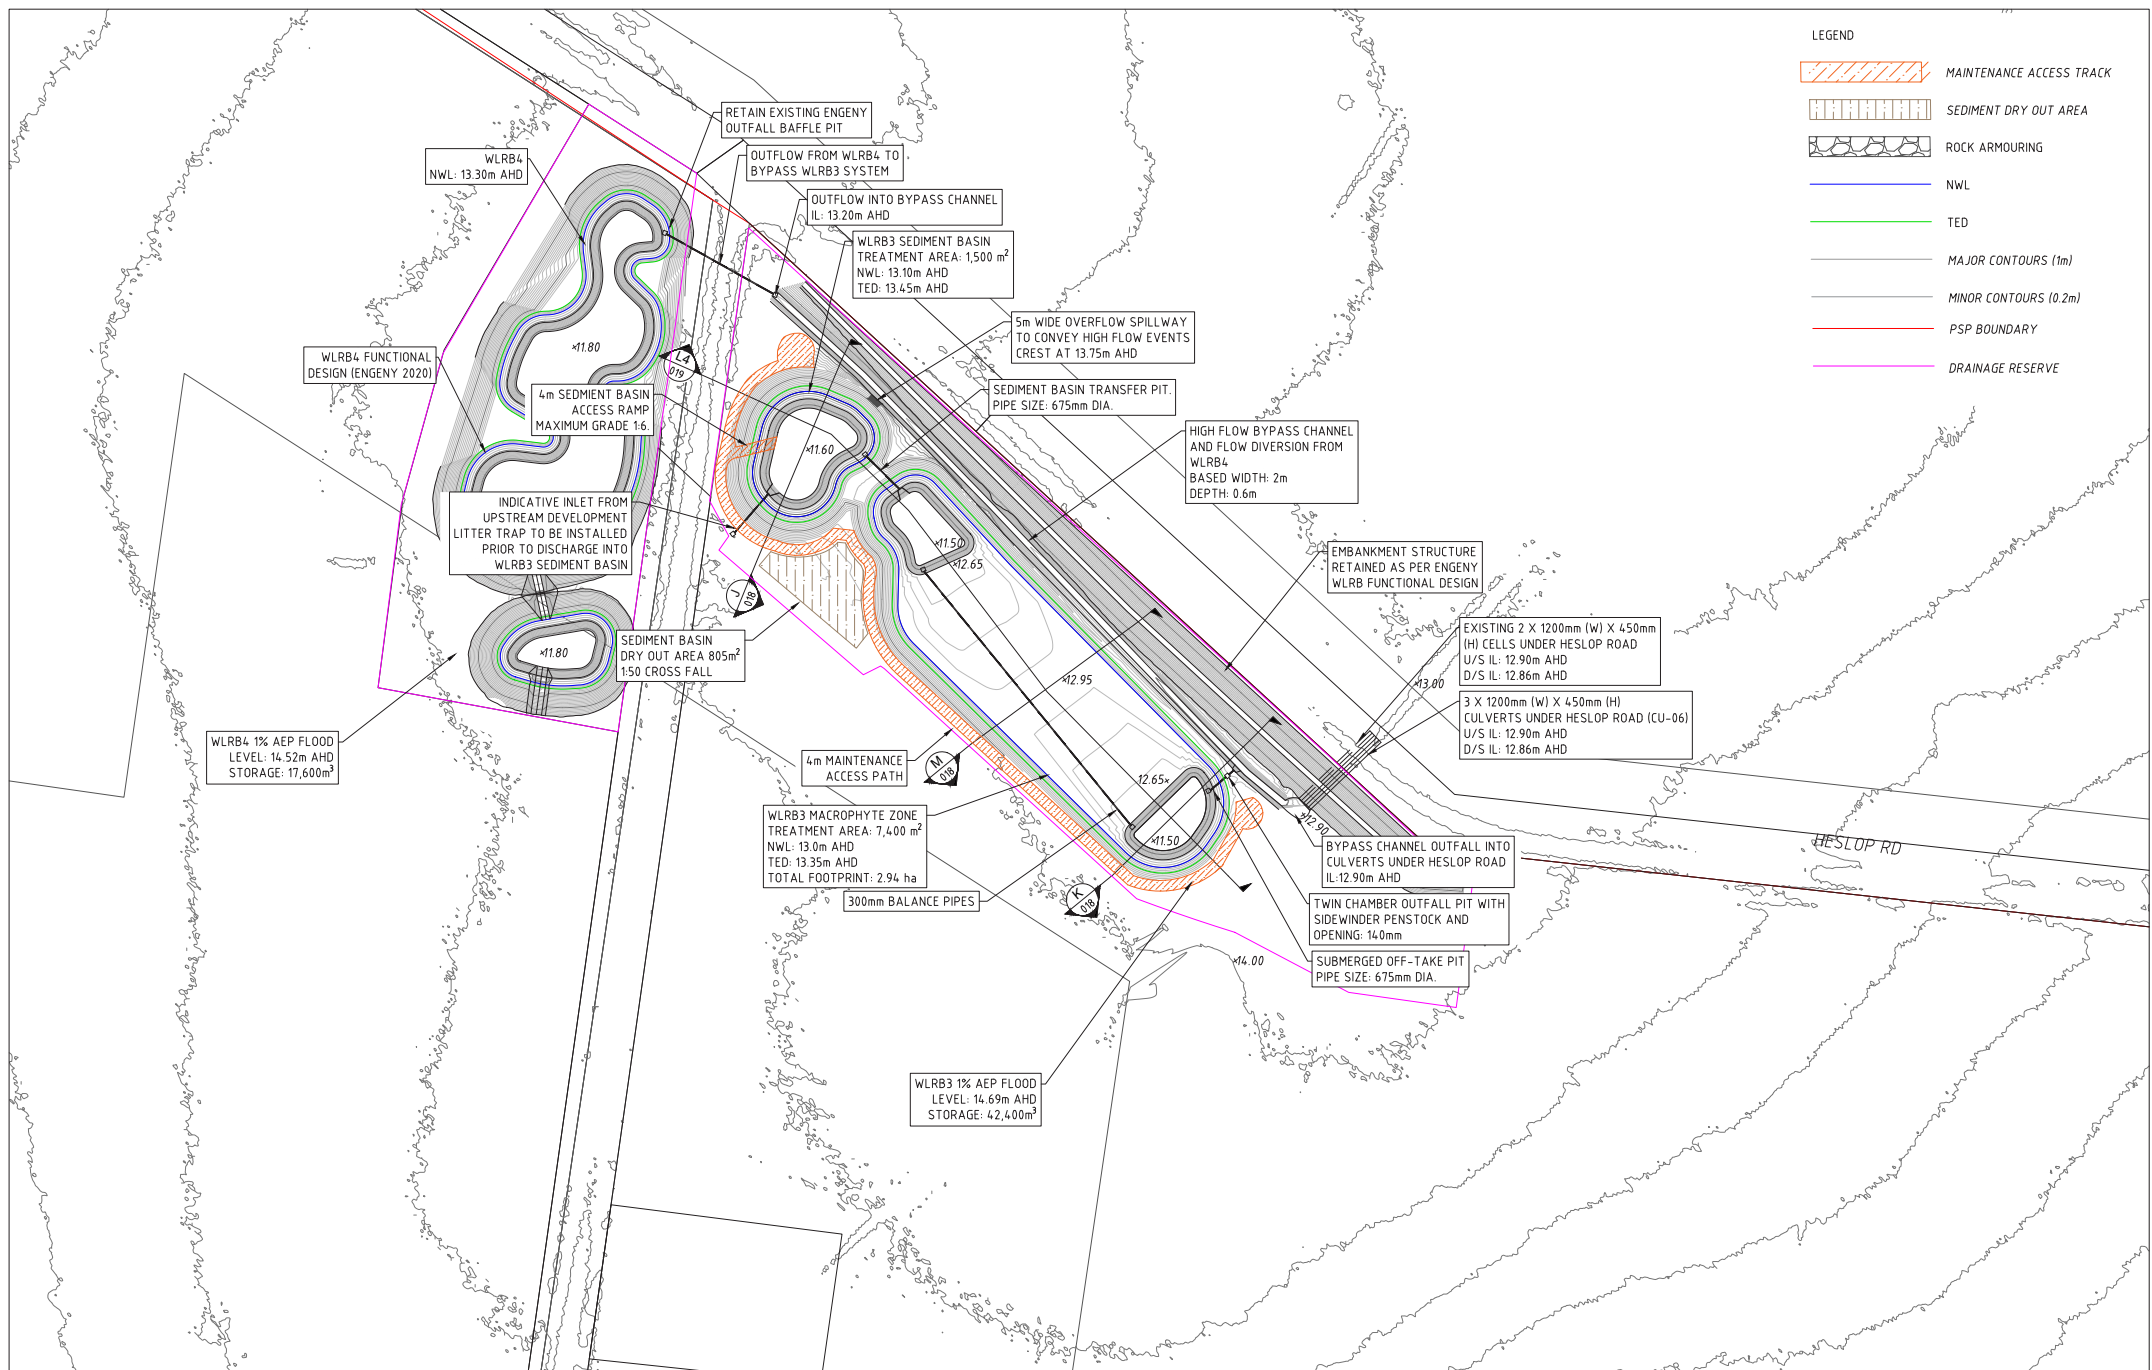 LEGEND
MAINTENANCE ACCESS TRACK
SEDIMENT DRY OUT AREA
ROCK ARMOURING
NWL
TED
MAJOR CONTOURS (1m)
MINOR CONTOURS (0.2m)
PSP BOUNDARY
DRAINAGE RESERVE
RETAIN EXISTING ENGENY
OUTFALL BAFFLE PIT
WLRB4
NWL: 13.30m AHD
OUTFLOW FROM WLRB4 TO
BYPASS WLRB3 SYSTEM
OUTFLOW INTO BYPASS CHANNEL
IL: 13.20m AHD
WLRB3 SEDIMENT BASIN
TREATMENT AREA: 1,500 m²
NWL: 13.10m AHD
TED: 13.45m AHD
5m WIDE OVERFLOW SPILLWAY
TO CONVEY HIGH FLOW EVENTS
CREST AT 13.75m AHD
×11.80
L4
019
WLRB4 FUNCTIONAL
DESIGN (ENGENY 2020)
4m SEDMIENT BASIN
ACCESS RAMP
MAXIMUM GRADE 1:6.
SEDIMENT BASIN TRANSFER PIT.
PIPE SIZE: 675mm DIA.
×11.60
HIGH FLOW BYPASS CHANNEL
AND FLOW DIVERSION FROM
WLRB4
BASED WIDTH: 2m
DEPTH: 0.6m
INDICATIVE INLET FROM
UPSTREAM DEVELOPMENT
LITTER TRAP TO BE INSTALLED
PRIOR TO DISCHARGE INTO
WLRB3 SEDIMENT BASIN
×11.50
×12.65
EMBANKMENT STRUCTURE
RETAINED AS PER ENGENY
WLRB FUNCTIONAL DESIGN
J
018
SEDIMENT BASIN
DRY OUT AREA 805m²
1:50 CROSS FALL
×11.80
EXISTING 2 X 1200mm (W) X 450mm
(H) CELLS UNDER HESLOP ROAD
U/S IL: 12.90m AHD
D/S IL: 12.86m AHD
×12.95
×13.00
3 X 1200mm (W) X 450mm (H)
CULVERTS UNDER HESLOP ROAD (CU-06)
U/S IL: 12.90m AHD
D/S IL: 12.86m AHD
WLRB4 1% AEP FLOOD
LEVEL: 14.52m AHD
STORAGE: 17,600m³
4m MAINTENANCE
ACCESS PATH
M
018
12.65×
WLRB3 MACROPHYTE ZONE
TREATMENT AREA: 7,400 m²
NWL: 13.0m AHD
TED: 13.35m AHD
TOTAL FOOTPRINT: 2.94 ha
×12.90
×11.50
HESLOP RD
BYPASS CHANNEL OUTFALL INTO
CULVERTS UNDER HESLOP ROAD
IL:12.90m AHD
300mm BALANCE PIPES
K
018
TWIN CHAMBER OUTFALL PIT WITH
SIDEWINDER PENSTOCK AND
OPENING: 140mm
×14.00
SUBMERGED OFF-TAKE PIT
PIPE SIZE: 675mm DIA.
WLRB3 1% AEP FLOOD
LEVEL: 14.69m AHD
STORAGE: 42,400m³